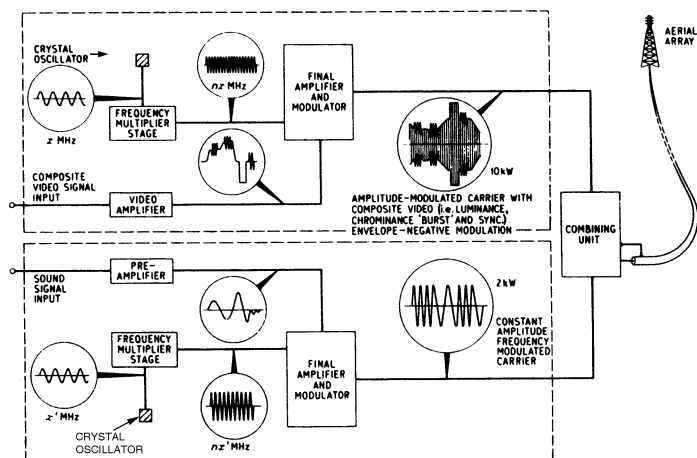 CRYSTAL
OSCILLATOR
x MHz
FREQUENCY
MULTIPLIER
STAGE
nx MHz
FINAL
AMPLIFIER
AND
MODULATOR
AERIAL
ARRAY
10kW
COMPOSITE
VIDEO SIGNAL
INPUT
VIDEO AMPLIFIER
AMPLITUDE-MODULATED CARRIER WITH
COMPOSITE VIDEO (i.e. LUMINANCE,
CHROMINANCE 'BURST' AND SYNC.)
ENVELOPE-NEGATIVE MODULATION
COMBINING
UNIT
SOUND
SIGNAL
INPUT
PRE-
AMPLIFIER
FREQUENCY
MULTIPLIER
STAGE
x' MHz
CRYSTAL
OSCILLATOR
nx' MHz
FINAL
AMPLIFIER
AND
MODULATOR
2kW
CONSTANT
AMPLITUDE
FREQUENCY
MODULATED
CARRIER